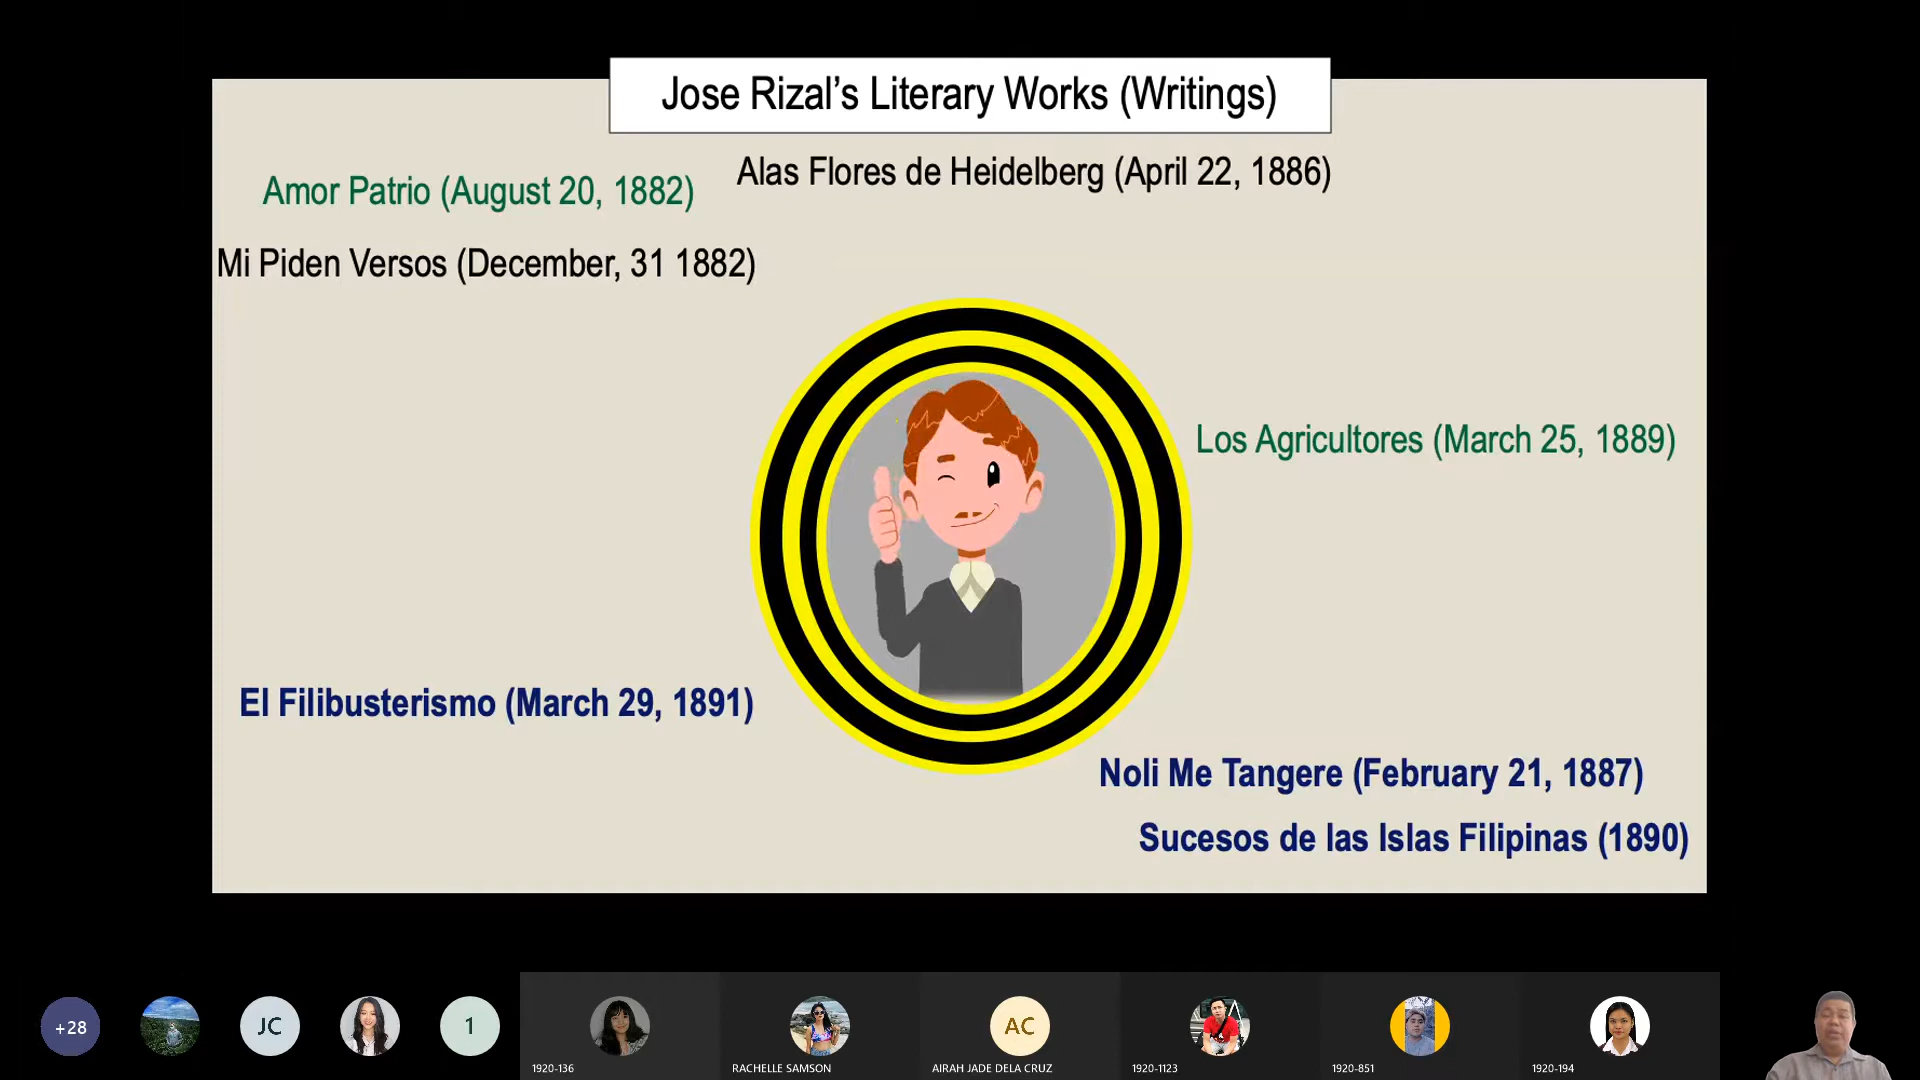 Jose Rizal’s Literary Works (Writings)
Alas Flores de Heidelberg (April 22, 1886)
Amor Patrio (August 20, 1882)
Mi Piden Versos (December, 31 1882)
Los Agricultores (March 25, 1889)
El Filibusterismo (March 29, 1891)
Noli Me Tangere (February 21, 1887)
Sucesos de las Islas Filipinas (1890)
+28
JC
1
AC
1920-136
RACHELLE SAMSON
AIRAH JADE DELA CRUZ
1920-1123
1920-851
1920-194